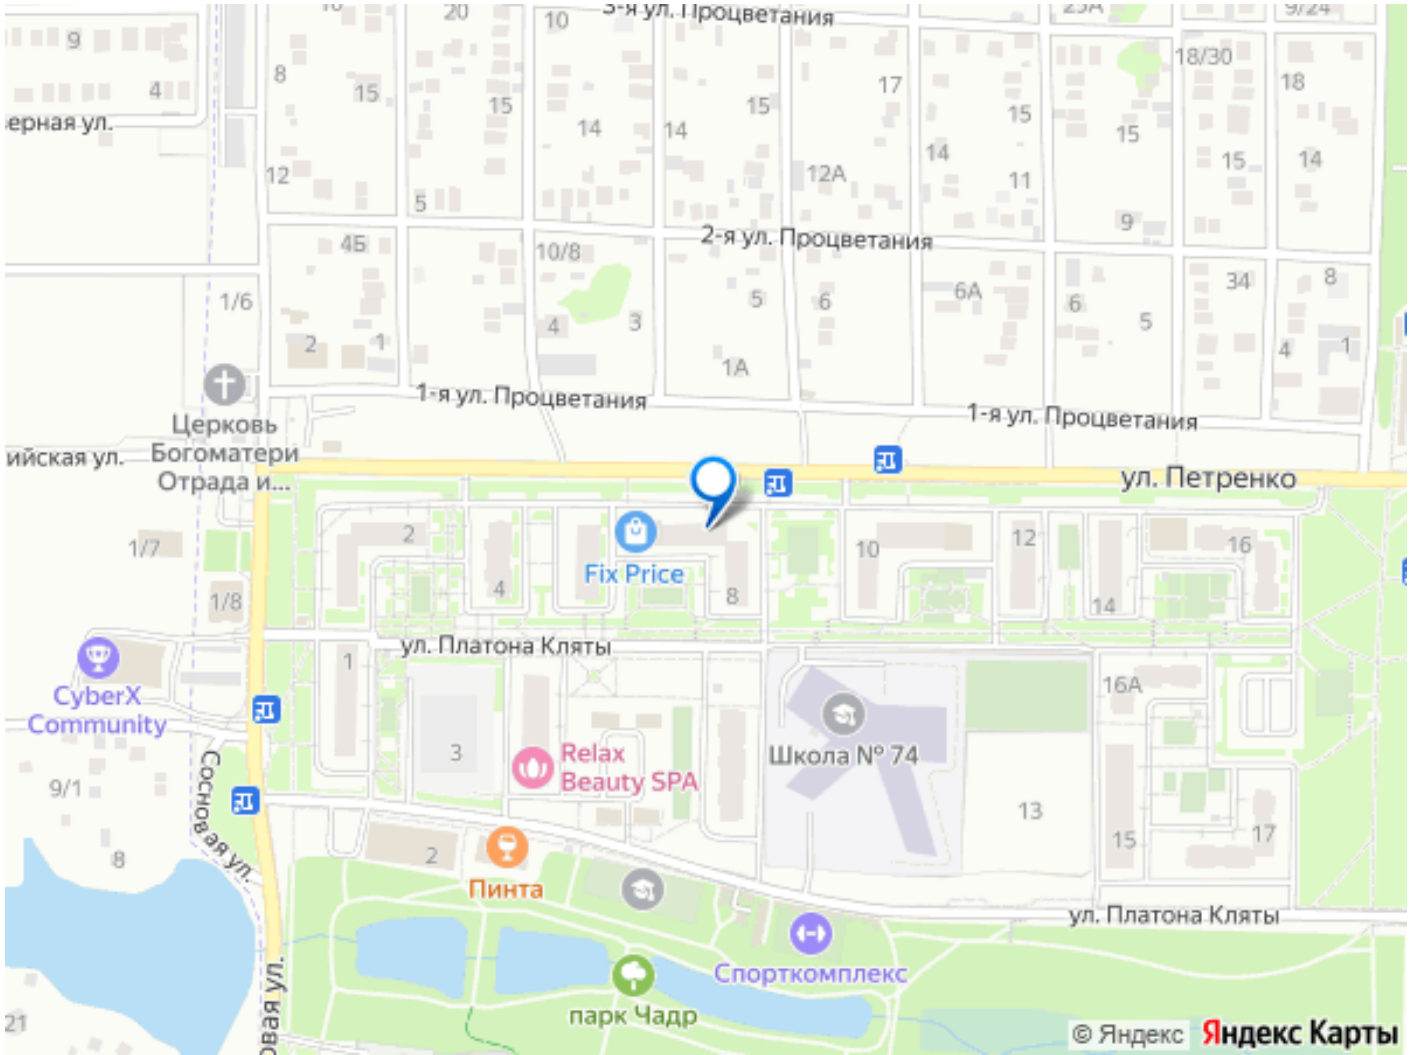 3-я ул. Процветания
10
20
10
25А
9/24
9
8
15
15
14
14
15
17
15
15
18/30
18
4
ерная ул.
12
5
12А
14
11
15
14
9
2-я ул. Процветания
4Б
10/8
1/6
2
1
4
3
5
6
6А
6
5
34
8
4
1
1А
1-я ул. Процветания
1-я ул. Процветания
Церковь
Богоматери
Отрада и...
ийская ул.
ул. Петренко
1/7
2
4
Fix Price
8
10
12
14
16
1/8
ул. Платона Кляты
CyberX
Community
1
3
Relax
Beauty SPA
Школа № 74
16А
13
15
17
9/1
8
Сосновая ул.
2
Пинта
ул. Платона Кляты
Спорткомплекс
парк Чадр
21
овая ул.
© Яндекс Яндекс Карты